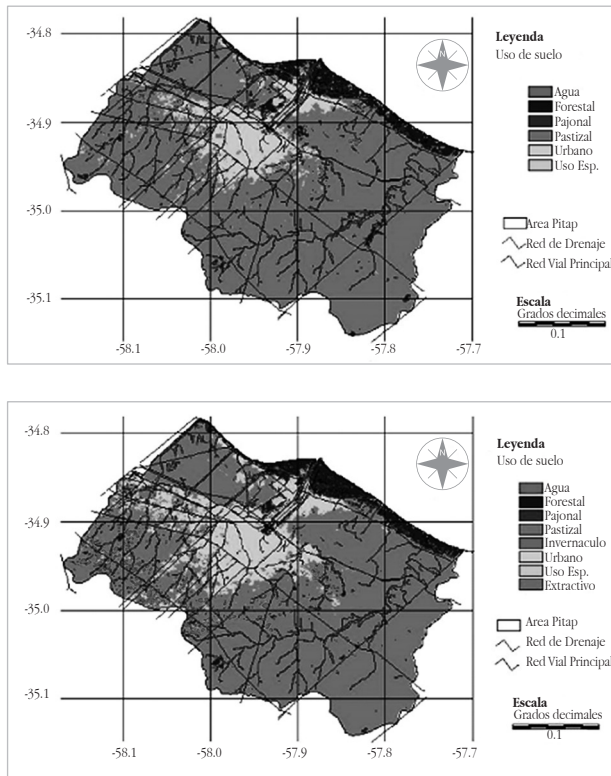 -34.8
-34.9
-35.0
-35.1
-58.1
-58.0
-57.9
-57.8
-57.7
N
Leyenda
Uso de suelo
Agua
Forestal
Pajonal
Pastizal
Urbano
Uso Esp.
Area Pitap
Red de Drenaje
Red Vial Principal
Escala
Grados decimales
0.1
-34.8
-34.9
-35.0
-35.1
-58.1
-58.0
-57.9
-57.8
-57.7
N
Leyenda
Uso de suelo
Agua
Forestal
Pajonal
Pastizal
Invernaculo
Urbano
Uso Esp.
Extractivo
Area Pitap
Red de Drenaje
Red Vial Principal
Escala
Grados decimales
0.1